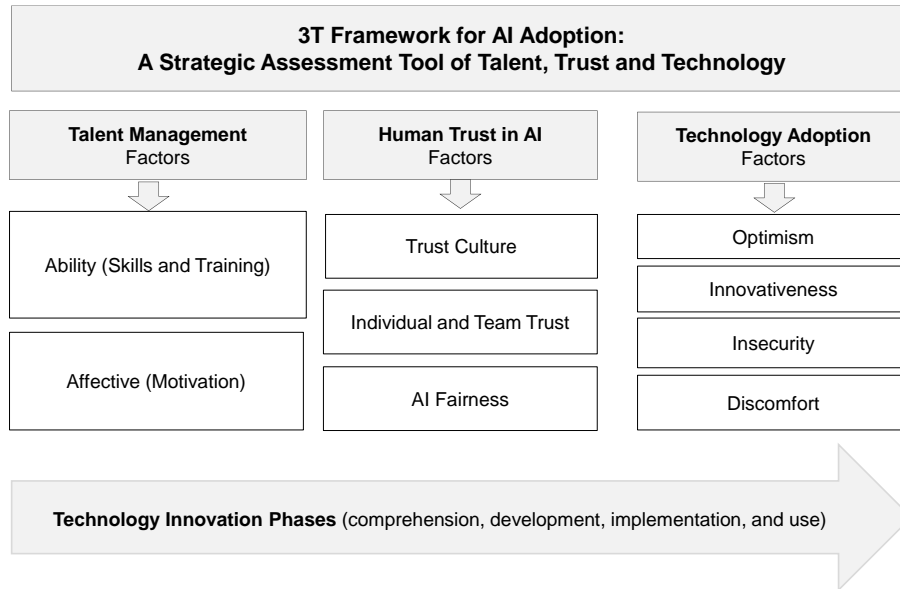 3T Framework for AI Adoption:
A Strategic Assessment Tool of Talent, Trust and Technology
Talent Management
Factors
Ability (Skills and Training)
Affective (Motivation)
Human Trust in AI
Factors
Trust Culture
Individual and Team Trust
AI Fairness
Technology Adoption
Factors
Optimism
Innovativeness
Insecurity
Discomfort
Technology Innovation Phases (comprehension, development, implementation, and use)